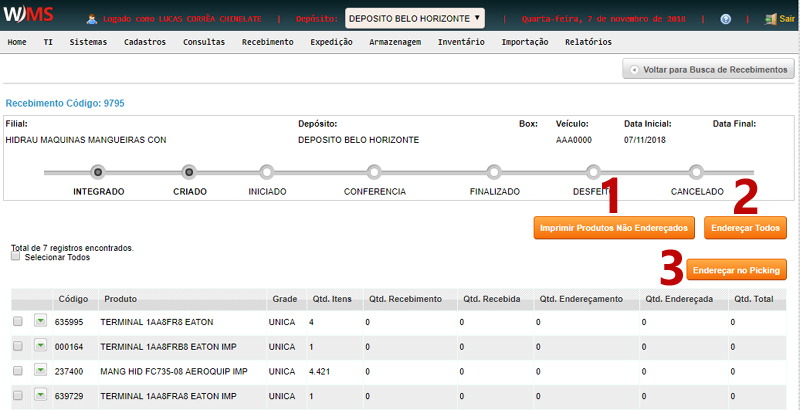 W/MS Logado como LUCAS CORRÊA CHINELATE | Depósito: DEPOSITO BELO HORIZONTE | Quarta-feira, 7 de novembro de 2018 | ? | Sair
Home TI Sistemas Cadastros Consultas Recebimento Expedição Armazenagem Inventário Importação Relatórios
Voltar para Busca de Recebimentos
Recebimento Código: 9795
Filial: Depósito: Box: Veículo: Data Inicial: Data Final:
HIDRAU MAQUINAS MANGUEIRAS CON DEPOSITO BELO HORIZONTE AAA0000 07/11/2018
INTEGRADO CRIADO INICIADO CONFERENCIA FINALIZADO DESFEITO CANCELADO
1 2
Imprimir Produtos Não Endereçados Endereçar Todos
Total de 7 registros encontrados.
Selecionar Todos
3 Endereçar no Picking
Código Produto Grade Qtd. Itens Qtd. Recebimento Qtd. Recebida Qtd. Endereçamento Qtd. Endereçada Qtd. Total
635995 TERMINAL 1AA8FR8 EATON UNICA 4 0 0 0 0 0
000164 TERMINAL 1AA8FRB8 EATON IMP UNICA 1 0 0 0 0 0
237400 MANG HID FC735-08 AEROQUIP IMP UNICA 4.421 0 0 0 0 0
639729 TERMINAL 1AA8FRA8 EATON IMP UNICA 1 0 0 0 0 0